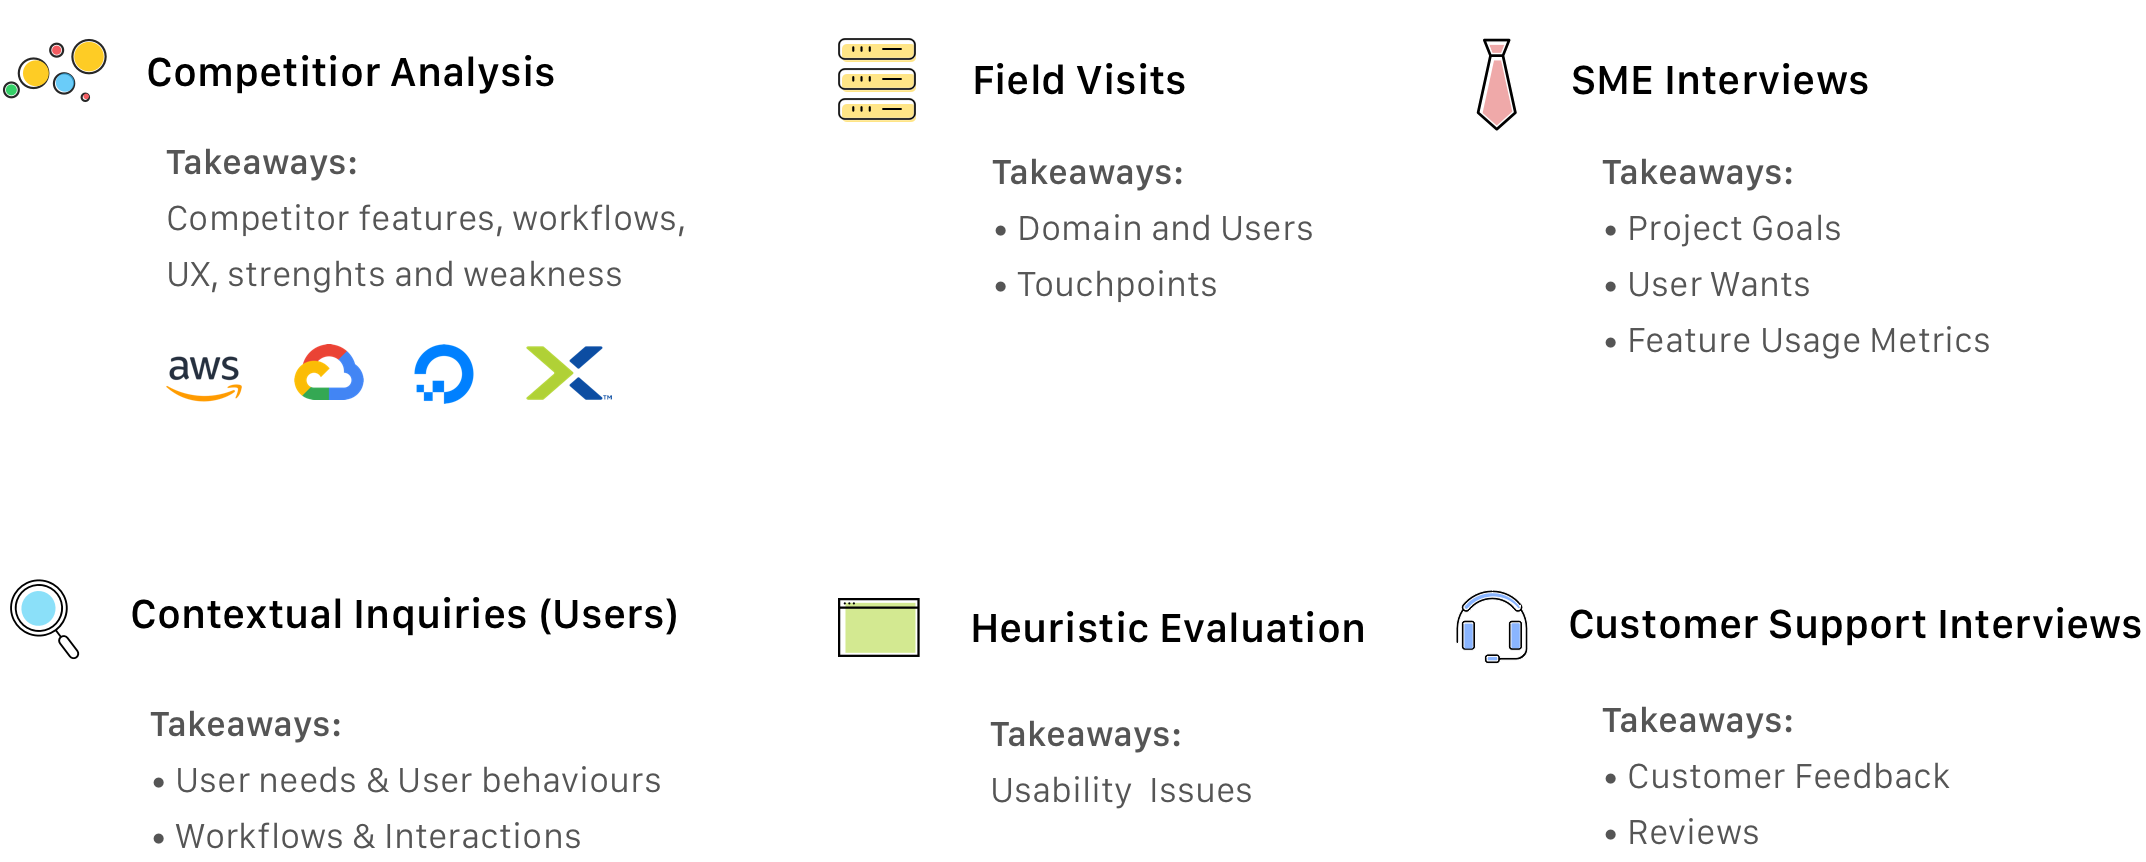 Competitior Analysis
Takeaways:
Competitor features, workflows,
UX, strenghts and weakness
aws
TM
Field Visits
Takeaways:
• Domain and Users
• Touchpoints
SME Interviews
Takeaways:
• Project Goals
• User Wants
• Feature Usage Metrics
Contextual Inquiries (Users)
Takeaways:
• User needs & User behaviours
• Workflows & Interactions
Heuristic Evaluation
Takeaways:
Usability  Issues
Customer Support Interviews
Takeaways:
• Customer Feedback
• Reviews